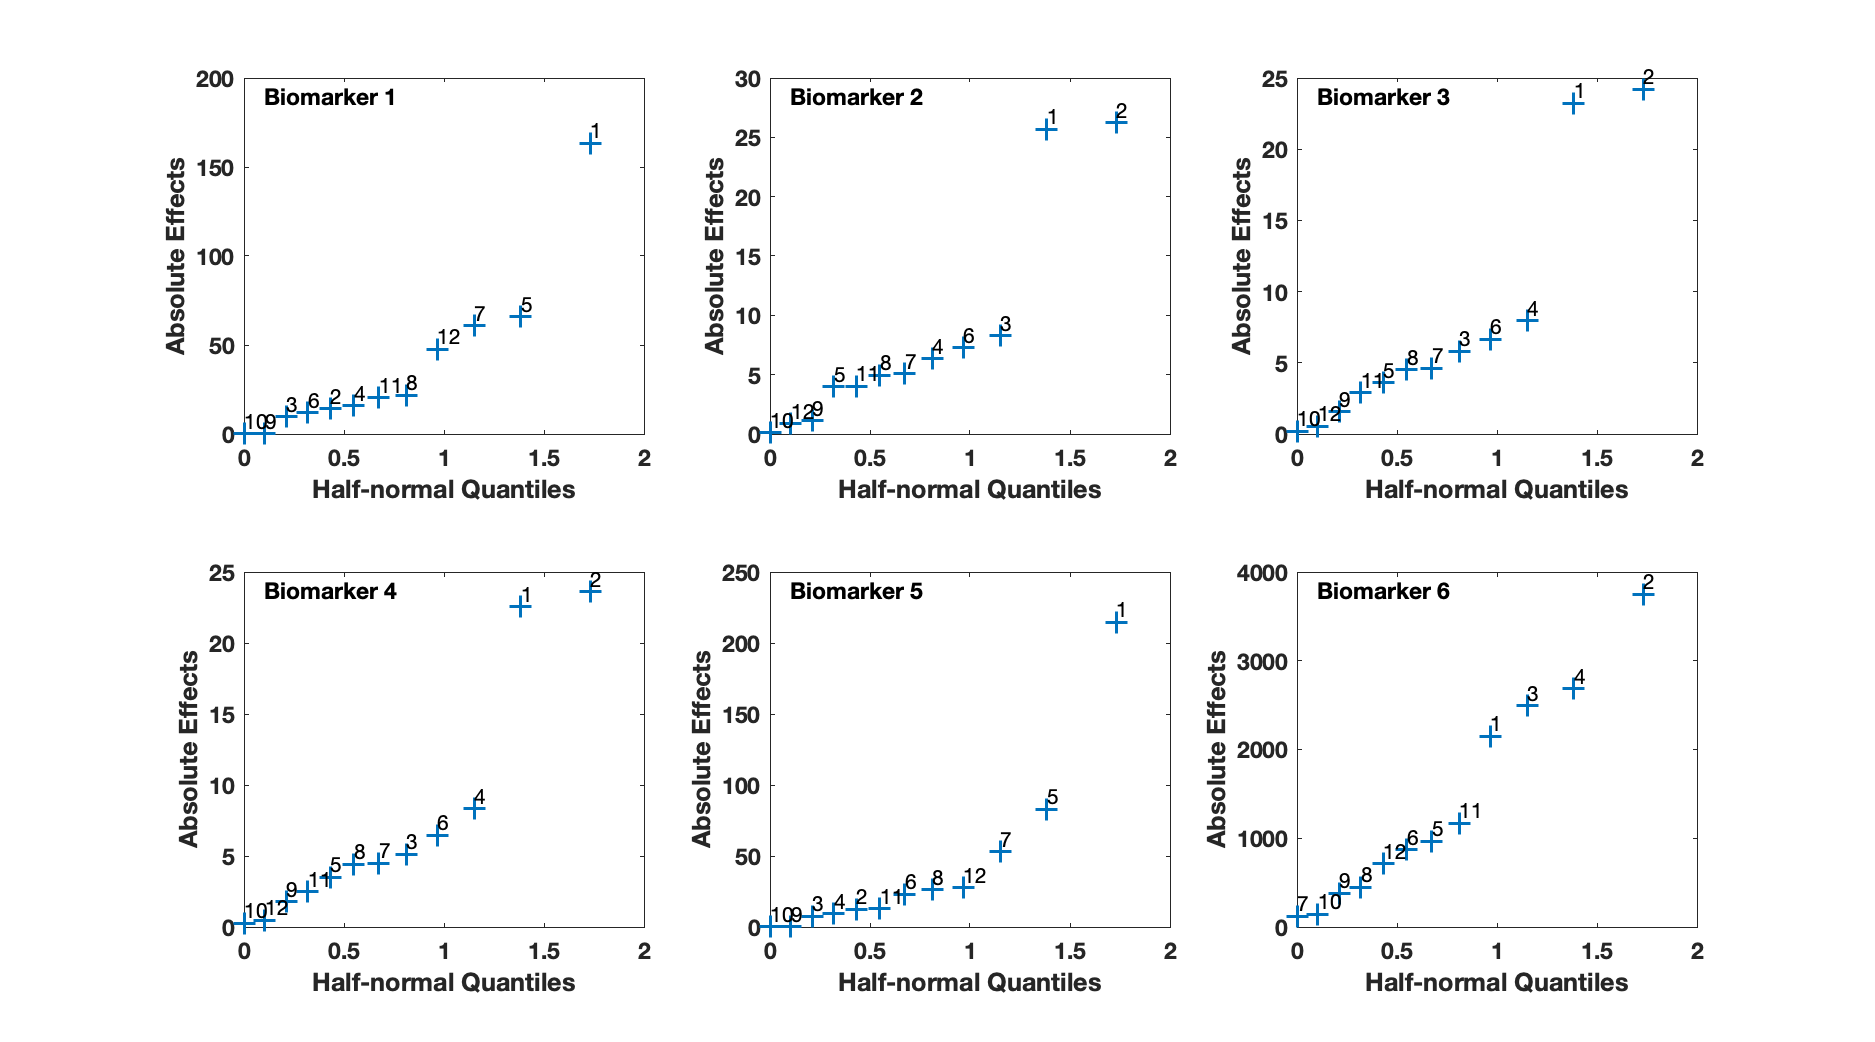 Biomarker 1
Absolute Effects
200
150
100
50
0
10 9 3 6 2 4 11 8 12 7 5 1
0 0.5 1 1.5 2
Half-normal Quantiles
Biomarker 2
Absolute Effects
30
25
20
15
10
5
0
10 12 9 5 11 8 7 4 6 3 1 2
0 0.5 1 1.5 2
Half-normal Quantiles
Biomarker 3
Absolute Effects
25
20
15
10
5
0
10 12 9 11 5 8 7 3 6 4 1 2
0 0.5 1 1.5 2
Half-normal Quantiles
Biomarker 4
Absolute Effects
25
20
15
10
5
0
10 12 9 11 5 8 7 3 6 4 1 2
0 0.5 1 1.5 2
Half-normal Quantiles
Biomarker 5
Absolute Effects
250
200
150
100
50
0
10 9 3 4 2 11 6 8 12 7 5 1
0 0.5 1 1.5 2
Half-normal Quantiles
Biomarker 6
Absolute Effects
4000
3000
2000
1000
0
7 10 9 8 12 6 5 11 1 3 4 2
0 0.5 1 1.5 2
Half-normal Quantiles